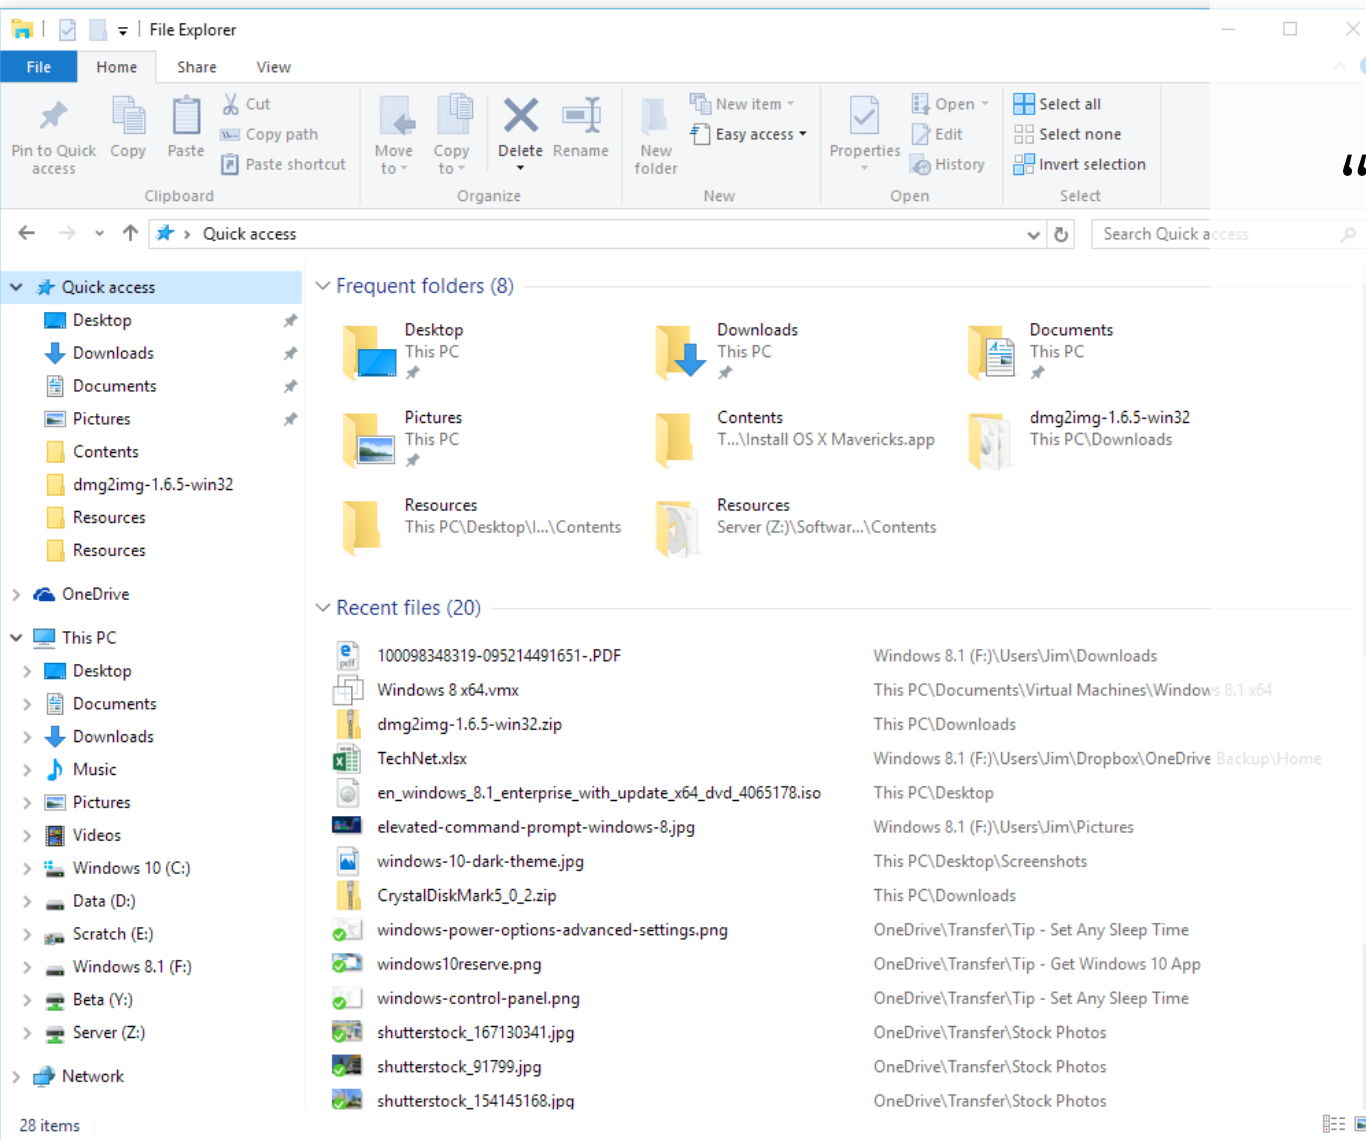 File Explorer
File Home Share View
Pin to Quick access
Copy
Paste
Cut
Copy path
Paste shortcut
Clipboard
Move to
Copy to
Delete
Rename
Organize
New folder
New item
Easy access
New
Properties
Open
Edit
History
Open
Select all
Select none
Invert selection
Select
“
Quick access
Search Quick access
Quick access
Desktop
Downloads
Documents
Pictures
Contents
dmg2img-1.6.5-win32
Resources
Resources
OneDrive
This PC
Desktop
Documents
Downloads
Music
Pictures
Videos
Windows 10 (C:)
Data (D:)
Scratch (E:)
Windows 8.1 (F:)
Beta (Y:)
Server (Z:)
Network
Frequent folders (8)
Desktop
This PC
Downloads
This PC
Documents
This PC
Pictures
This PC
Contents
T...\Install OS X Mavericks.app
dmg2img-1.6.5-win32
This PC\Downloads
Resources
This PC\Desktop\I...\Contents
Resources
Server (Z:)\Softwar...\Contents
Recent files (20)
100098348319-095214491651-.PDF Windows 8.1 (F:)\Users\Jim\Downloads
Windows 8 x64.vmx This PC\Documents\Virtual Machines\Windows 8.1 x64
dmg2img-1.6.5-win32.zip This PC\Downloads
TechNet.xlsx Windows 8.1 (F:)\Users\Jim\Dropbox\OneDrive Backup\Home
en_windows_8.1_enterprise_with_update_x64_dvd_4065178.iso This PC\Desktop
elevated-command-prompt-windows-8.jpg Windows 8.1 (F:)\Users\Jim\Pictures
windows-10-dark-theme.jpg This PC\Desktop\Screenshots
CrystalDiskMark5_0_2.zip This PC\Downloads
windows-power-options-advanced-settings.png OneDrive\Transfer\Tip - Set Any Sleep Time
windows10reserve.png OneDrive\Transfer\Tip - Get Windows 10 App
windows-control-panel.png OneDrive\Transfer\Tip - Set Any Sleep Time
shutterstock_167130341.jpg OneDrive\Transfer\Stock Photos
shutterstock_91799.jpg OneDrive\Transfer\Stock Photos
shutterstock_154145168.jpg OneDrive\Transfer\Stock Photos
28 items